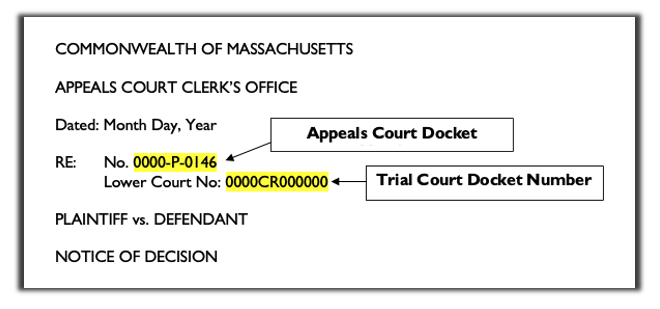 COMMONWEALTH OF MASSACHUSETTS
APPEALS COURT CLERK'S OFFICE
Dated: Month Day, Year
Appeals Court Docket
RE: No. 0000-P-0146
Lower Court No: 0000CR000000
Trial Court Docket Number
PLAINTIFF vs. DEFENDANT
NOTICE OF DECISION